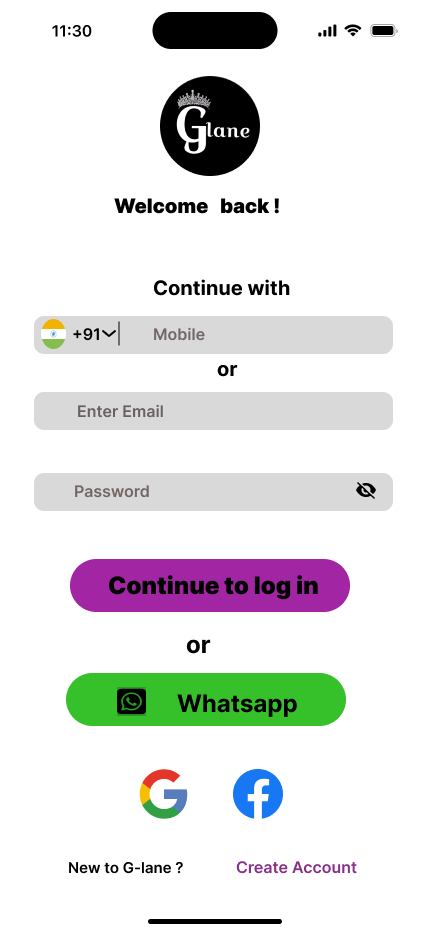 11:30
Glane
Welcome back !
Continue with
+91 Mobile
or
Enter Email
Password
Continue to log in
or
Whatsapp
New to G-lane ? Create Account